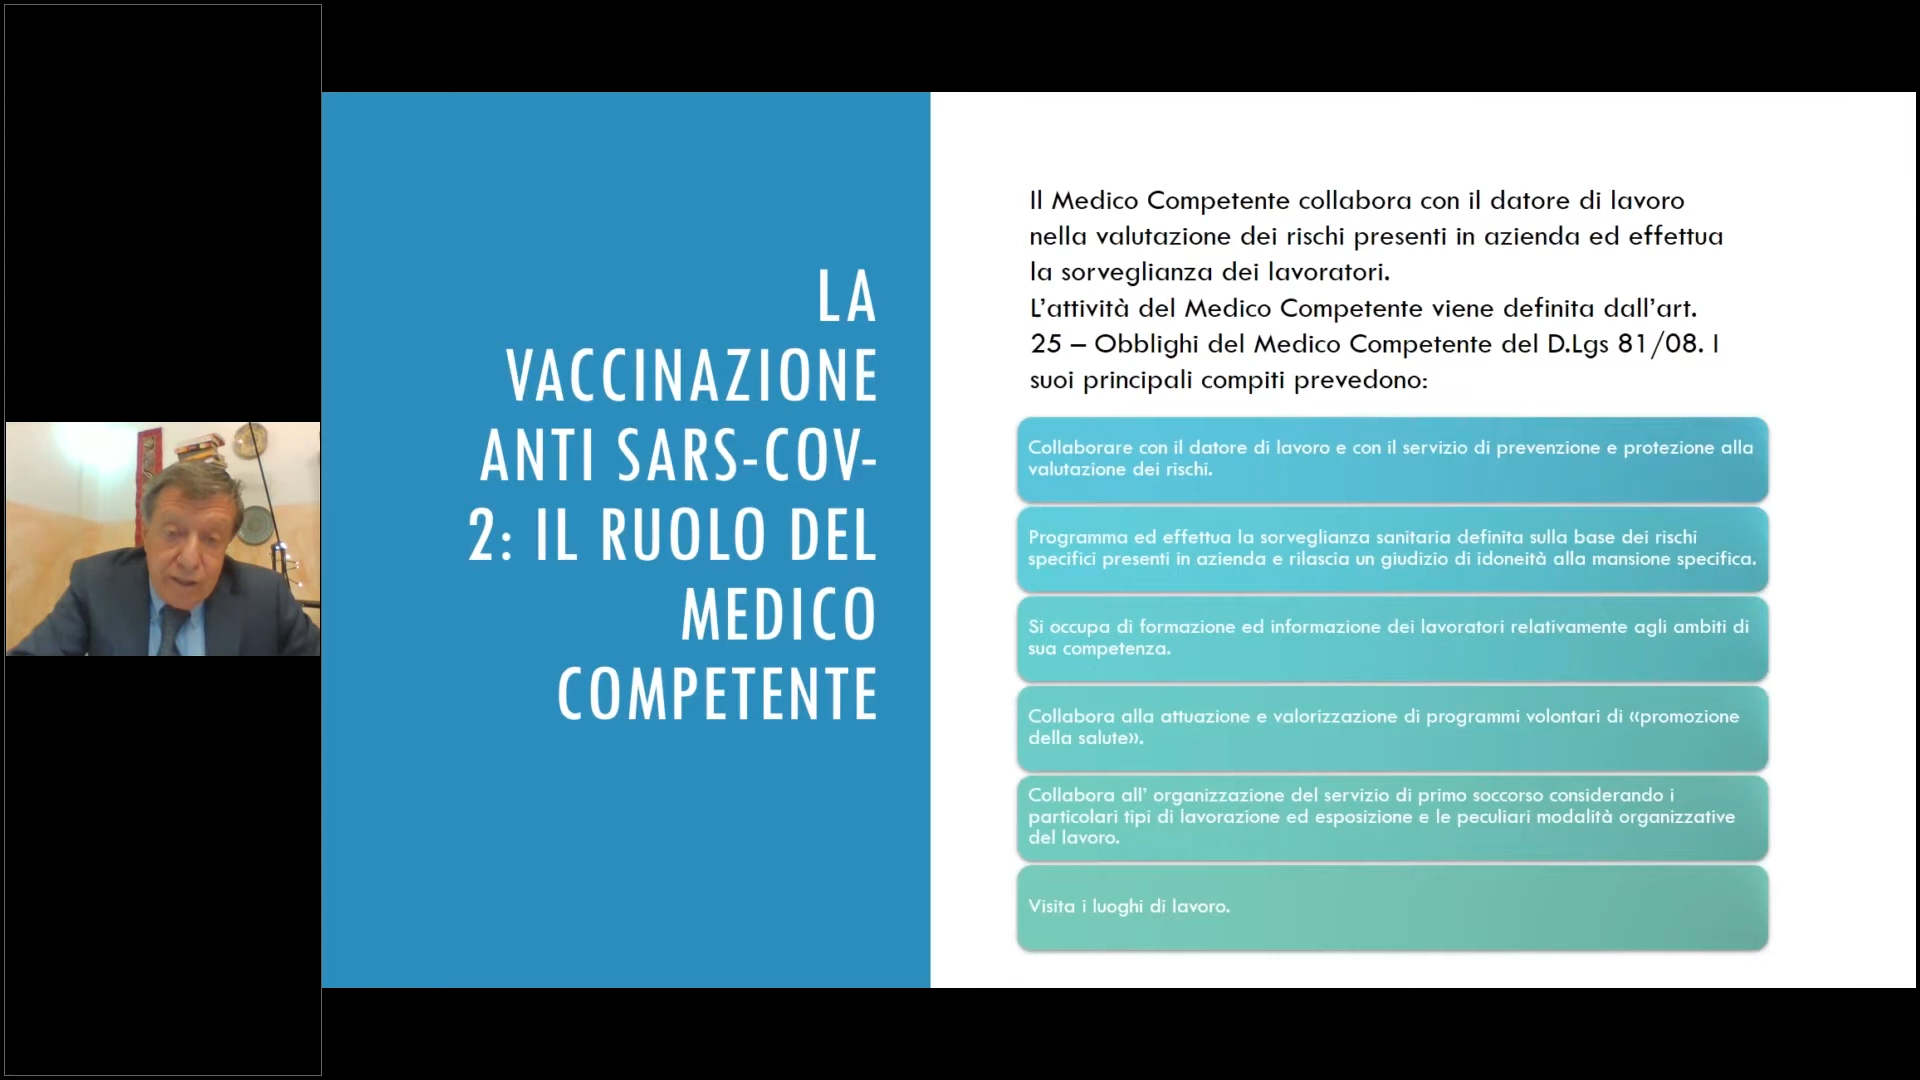 LA
VACCINAZIONE
ANTI SARS-COV-
2: IL RUOLO DEL
MEDICO
COMPETENTE
Il Medico Competente collabora con il datore di lavoro
nella valutazione dei rischi presenti in azienda ed effettua
la sorveglianza dei lavoratori.
L’attività del Medico Competente viene definita dall’art.
25 – Obblighi del Medico Competente del D.Lgs 81/08. I
suoi principali compiti prevedono:
Collaborare con il datore di lavoro e con il servizio di prevenzione e protezione alla
valutazione dei rischi.
Programma ed effettua la sorveglianza sanitaria definita sulla base dei rischi
specifici presenti in azienda e rilascia un giudizio di idoneità alla mansione specifica.
Si occupa di formazione ed informazione dei lavoratori relativamente agli ambiti di
sua competenza.
Collabora alla attuazione e valorizzazione di programmi volontari di «promozione
della salute».
Collabora all’ organizzazione del servizio di primo soccorso considerando i
particolari tipi di lavorazione ed esposizione e le peculiari modalità organizzative
del lavoro.
Visita i luoghi di lavoro.